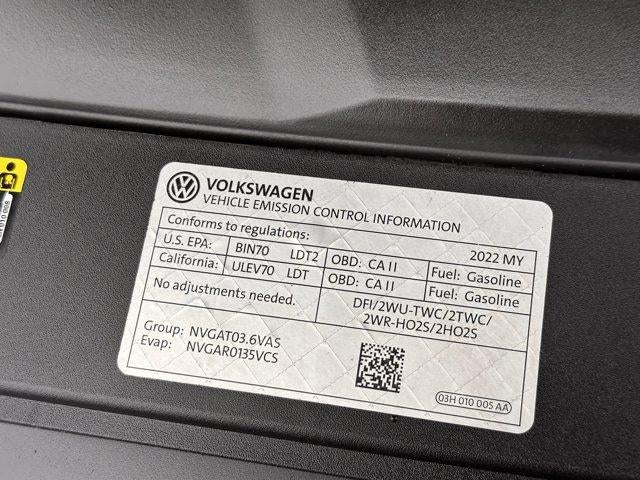 VOLKSWAGEN
VEHICLE EMISSION CONTROL INFORMATION
Conforms to regulations: 2022 MY
U.S. EPA: BIN70 LDT2 OBD: CA II Fuel: Gasoline
California: ULEV70 LDT OBD: CA II Fuel: Gasoline
No adjustments needed. DFI/2WU-TWC/2TWC/
2WR-HO2S/2HO2S
Group: NVGAT03.6VAS
Evap: NVGAR0135VCS
03H 010 005 AA